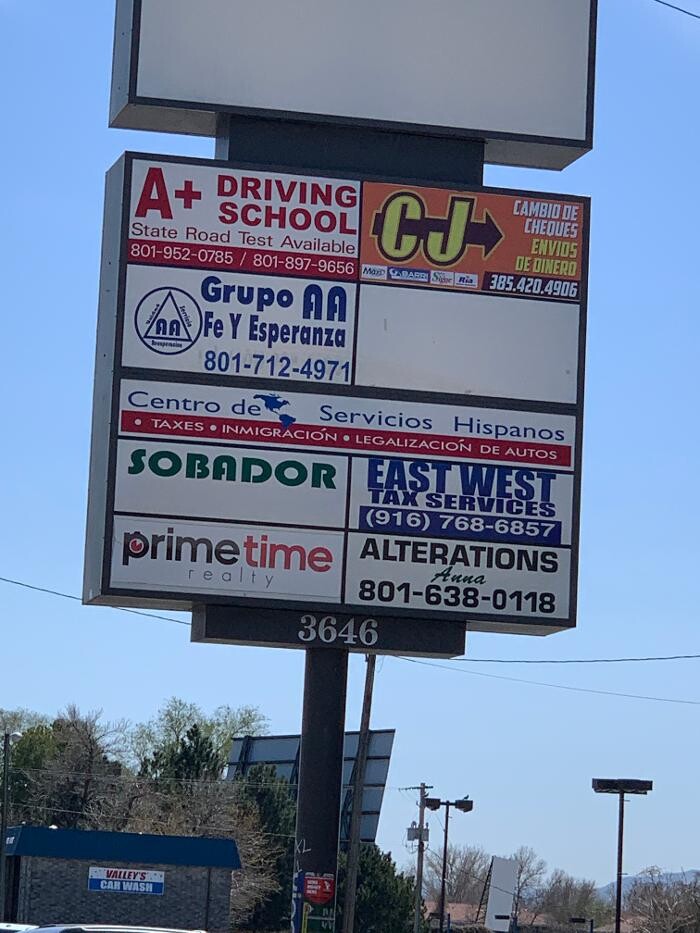 A+ DRIVING
SCHOOL
State Road Test Available
801-952-0785 / 801-897-9656
CJ
CAMBIO DE
CHEQUES
ENVIOS
DE DINERO
BARRI
Ria
385.420.4906
AA
Grupo AA
Fe Y Esperanza
801-712-4971
Centro de Servicios Hispanos
• TAXES • INMIGRACIÓN • LEGALIZACIÓN DE AUTOS
SOBADOR
EAST WEST
TAX SERVICES
(916) 768-6857
primetime
realty
ALTERATIONS
Anna
801-638-0118
3646
VALLEY'S
CAR WASH